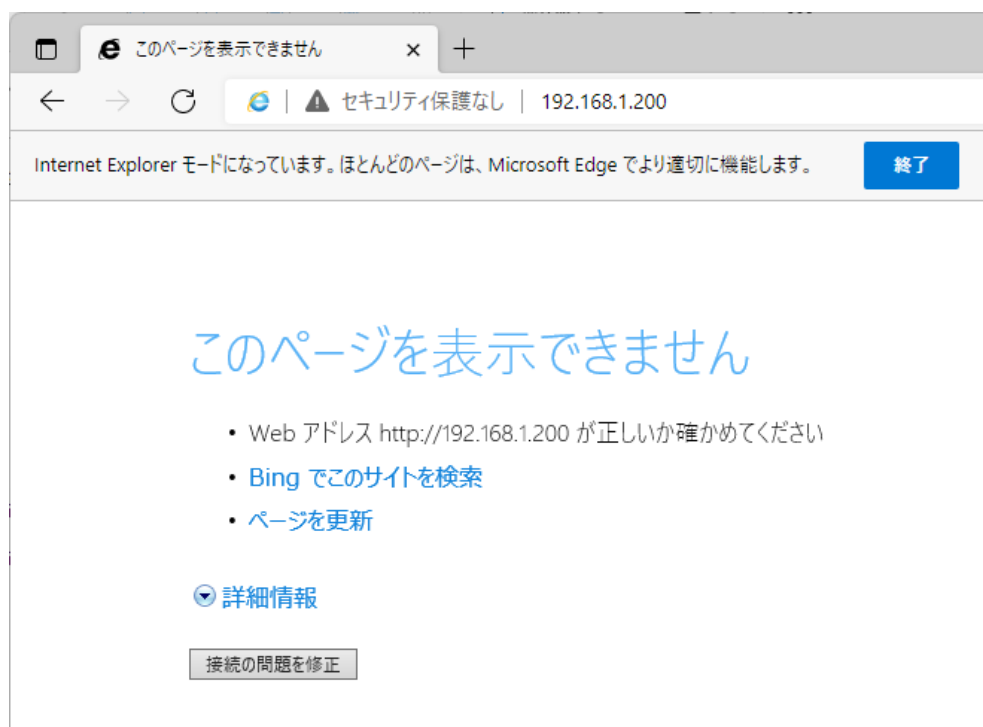 このページを表示できません
セキュリティ保護なし 192.168.1.200
Internet Explorer モードになっています。ほとんどのページは、Microsoft Edge でより適切に機能します。 終了
このページを表示できません
• Web アドレス http://192.168.1.200 が正しいか確かめてください
• Bing でこのサイトを検索
• ページを更新
詳細情報
接続の問題を修正